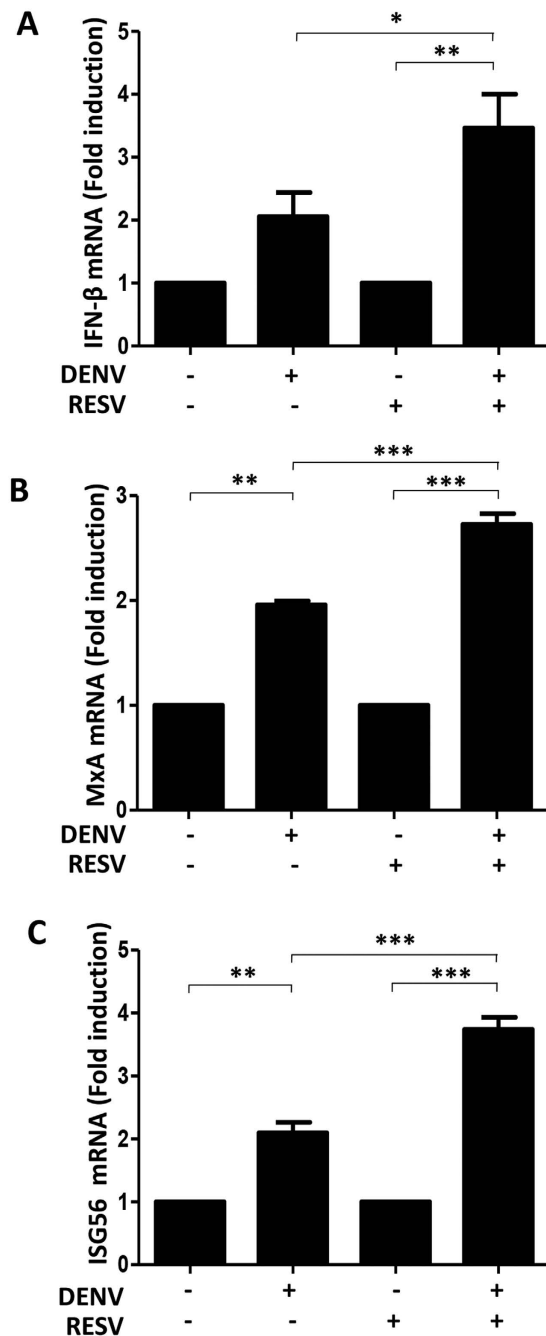 A
IFN-β mRNA (Fold induction)
5
4
3
2
1
0
*
**
DENV - + - +
RESV - - + +
B
MxA mRNA (Fold induction)
3
2
1
0
**
***
***
DENV - + - +
RESV - - + +
C
ISG56 mRNA (Fold induction)
5
4
3
2
1
0
**
***
***
DENV - + - +
RESV - - + +